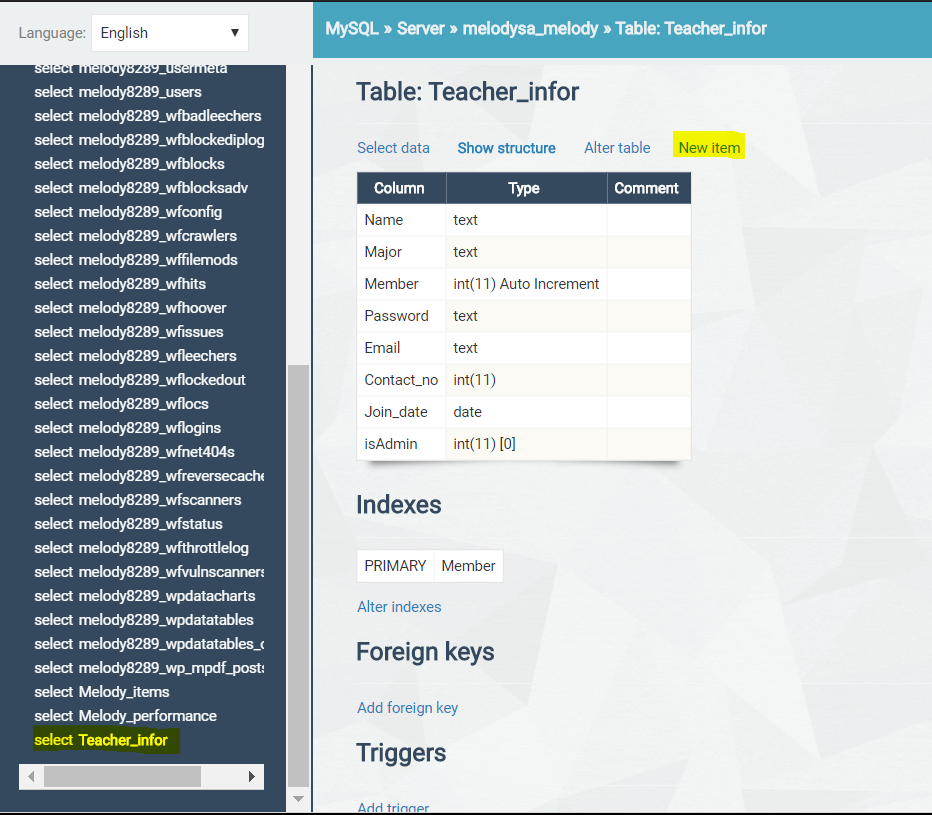 Language: English
MySQL » Server » melodysa_melody » Table: Teacher_infor
select melody8289_usermeta
select melody8289_users
select melody8289_wfbadleechers
select melody8289_wfblockediplog
select melody8289_wfblocks
select melody8289_wfblocksadv
select melody8289_wfconfig
select melody8289_wfcrawlers
select melody8289_wffilemods
select melody8289_wfhits
select melody8289_wfhoover
select melody8289_wfissues
select melody8289_wfleechers
select melody8289_wflockedout
select melody8289_wflocs
select melody8289_wflogins
select melody8289_wfnet404s
select melody8289_wfreversecache
select melody8289_wfscanners
select melody8289_wfstatus
select melody8289_wfthrottlelog
select melody8289_wfvulnscanners
select melody8289_wpdatacharts
select melody8289_wpdatatables
select melody8289_wpdatatables_c
select melody8289_wp_mpdf_posts
select Melody_items
select Melody_performance
select Teacher_infor
Table: Teacher_infor
Select data Show structure Alter table New item
Column Type Comment
Name text
Major text
Member int(11) Auto Increment
Password text
Email text
Contact_no int(11)
Join_date date
isAdmin int(11) [0]
Indexes
PRIMARY Member
Alter indexes
Foreign keys
Add foreign key
Triggers
Add trigger